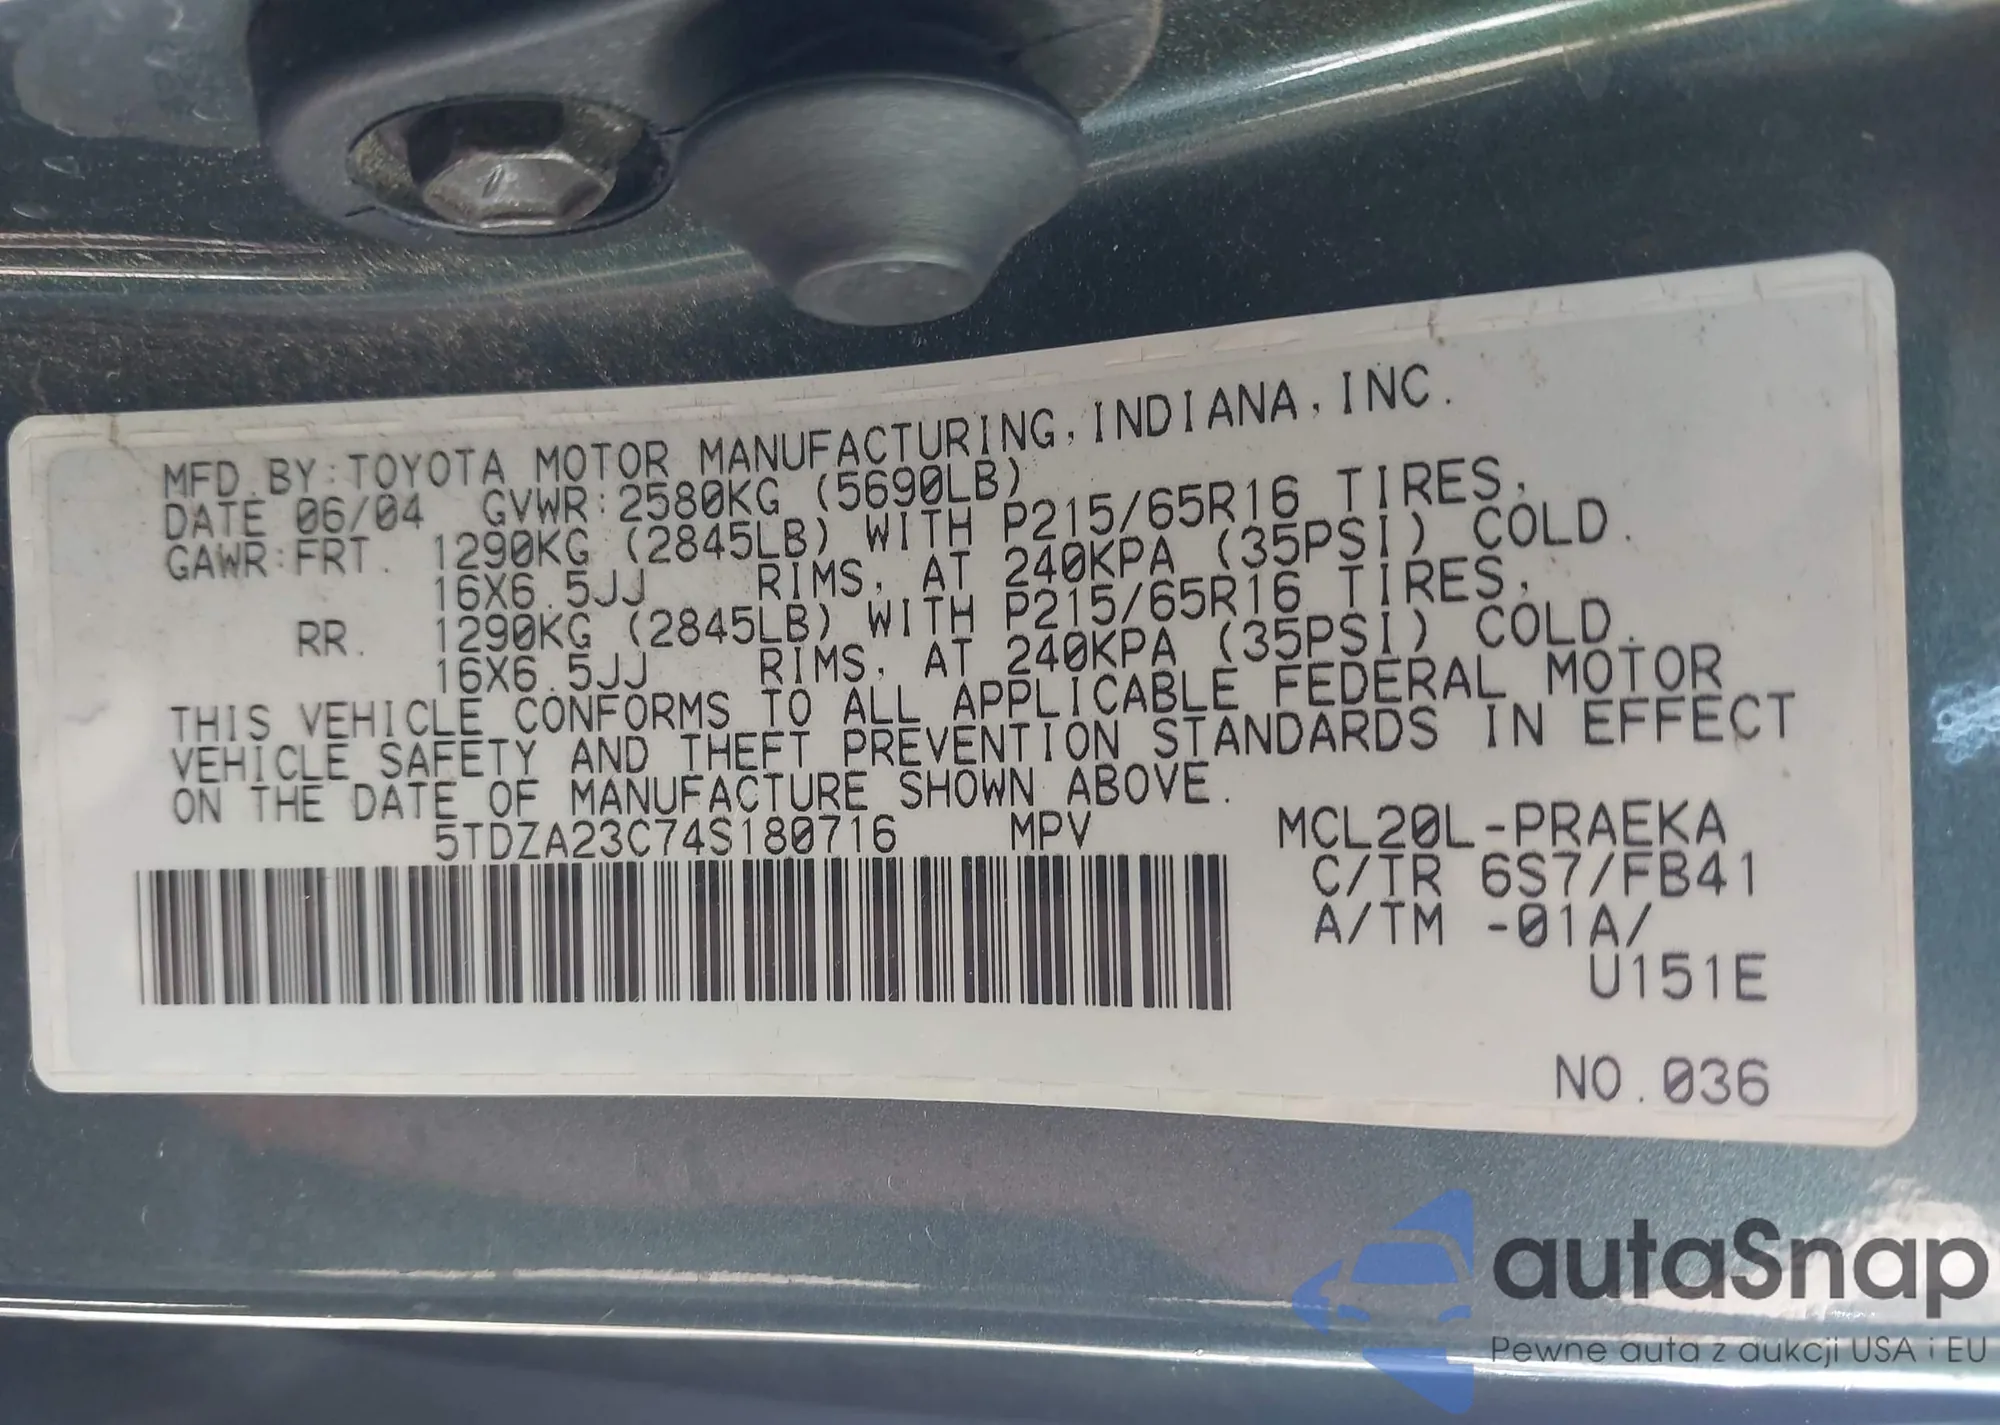 MFD.BY:TOYOTA MOTOR MANUFACTURING,INDIANA,INC.
DATE 06/04 GVWR:2580KG (5690LB)
GAWR:FRT. 1290KG (2845LB) WITH P215/65R16 TIRES,
16X6.5JJ RIMS, AT 240KPA (35PSI) COLD.
RR. 1290KG (2845LB) WITH P215/65R16 TIRES,
16X6.5JJ RIMS, AT 240KPA (35PSI) COLD.
THIS VEHICLE CONFORMS TO ALL APPLICABLE FEDERAL MOTOR
VEHICLE SAFETY AND THEFT PREVENTION STANDARDS IN EFFECT
ON THE DATE OF MANUFACTURE SHOWN ABOVE.
5TDZA23C74S180716 MPV MCL20L-PRAEKA
C/TR 6S7/FB41
A/TM -01A/
U151E
NO.036
autaSnap
Pewne auta z aukcji USA i EU